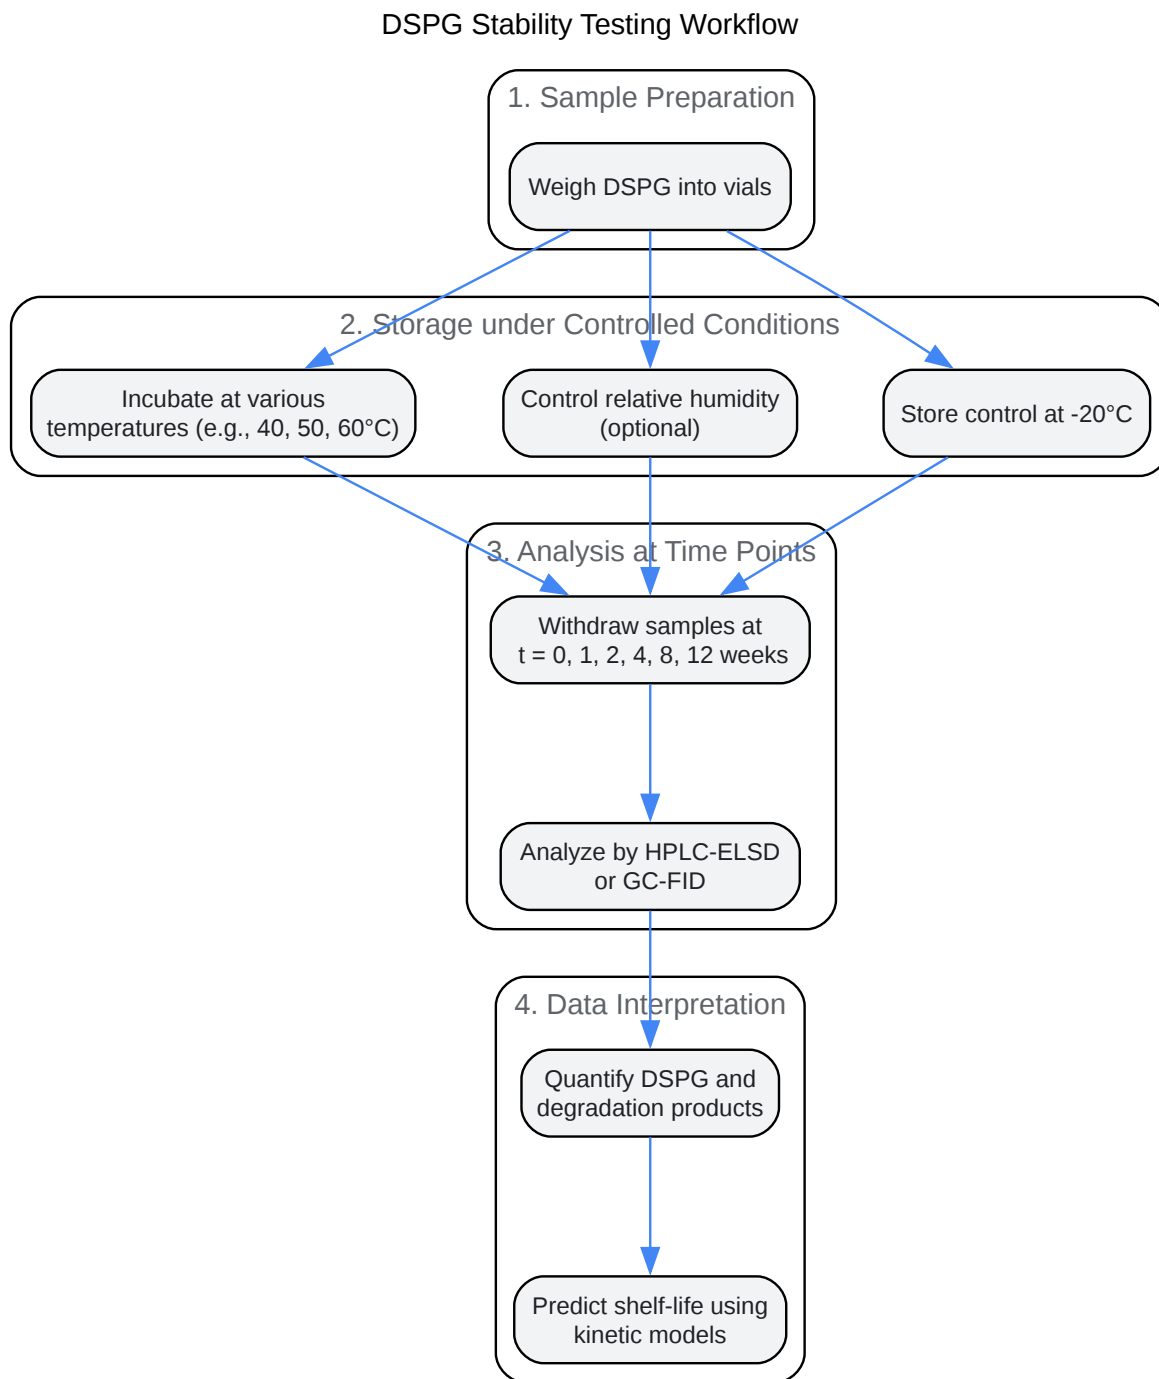 DSPG Stability Testing Workflow
1. Sample Preparation
Weigh DSPG into vials
2. Storage under Controlled Conditions
Incubate at various
temperatures (e.g., 40, 50, 60°C)
Control relative humidity
(optional)
Store control at -20°C
3. Analysis at Time Points
Withdraw samples at
t = 0, 1, 2, 4, 8, 12 weeks
Analyze by HPLC-ELSD
or GC-FID
4. Data Interpretation
Quantify DSPG and
degradation products
Predict shelf-life using
kinetic models